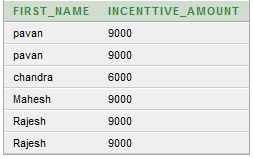 FIRST_NAME INCENTTIVE_AMOUNT
pavan 9000
pavan 9000
chandra 6000
Mahesh 9000
Rajesh 9000
Rajesh 9000